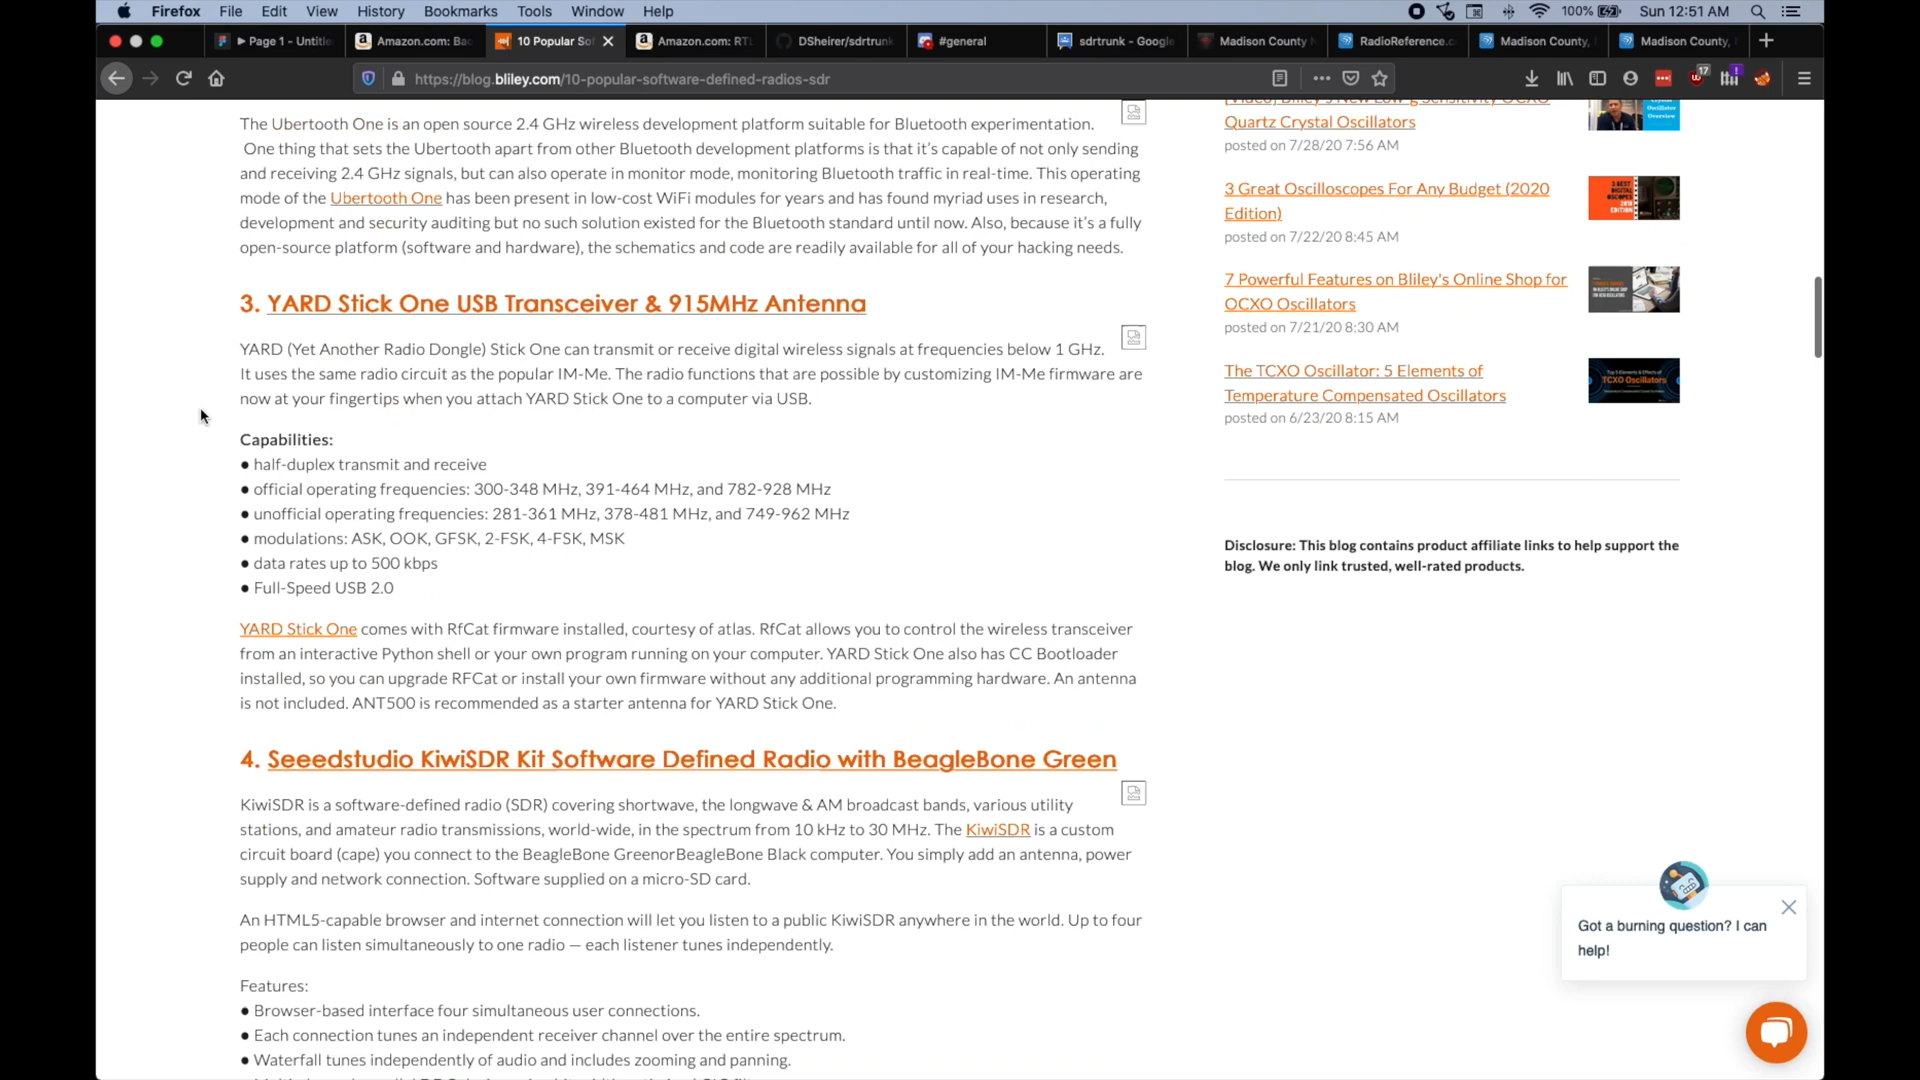 Firefox File Edit View History Bookmarks Tools Window Help 100% Sun 12:51 AM
Page 1 - Untitle Amazon.com: Bac 10 Popular Sof Amazon.com: RTL DSheirer/sdrtrunk #general sdrtrunk - Google Madison County RadioReference.c Madison County, Madison County,
https://blog.bliley.com/10-popular-software-defined-radios-sdr 17
The Ubertooth One is an open source 2.4 GHz wireless development platform suitable for Bluetooth experimentation.
One thing that sets the Ubertooth apart from other Bluetooth development platforms is that it's capable of not only sending
and receiving 2.4 GHz signals, but can also operate in monitor mode, monitoring Bluetooth traffic in real-time. This operating
mode of the Ubertooth One has been present in low-cost WiFi modules for years and has found myriad uses in research,
development and security auditing but no such solution existed for the Bluetooth standard until now. Also, because it's a fully
open-source platform (software and hardware), the schematics and code are readily available for all of your hacking needs.
3. YARD Stick One USB Transceiver & 915MHz Antenna
YARD (Yet Another Radio Dongle) Stick One can transmit or receive digital wireless signals at frequencies below 1 GHz.
It uses the same radio circuit as the popular IM-Me. The radio functions that are possible by customizing IM-Me firmware are
now at your fingertips when you attach YARD Stick One to a computer via USB.
Capabilities:
● half-duplex transmit and receive
● official operating frequencies: 300-348 MHz, 391-464 MHz, and 782-928 MHz
● unofficial operating frequencies: 281-361 MHz, 378-481 MHz, and 749-962 MHz
● modulations: ASK, OOK, GFSK, 2-FSK, 4-FSK, MSK
● data rates up to 500 kbps
● Full-Speed USB 2.0
YARD Stick One comes with RfCat firmware installed, courtesy of atlas. RfCat allows you to control the wireless transceiver
from an interactive Python shell or your own program running on your computer. YARD Stick One also has CC Bootloader
installed, so you can upgrade RFCat or install your own firmware without any additional programming hardware. An antenna
is not included. ANT500 is recommended as a starter antenna for YARD Stick One.
4. Seeedstudio KiwiSDR Kit Software Defined Radio with BeagleBone Green
KiwiSDR is a software-defined radio (SDR) covering shortwave, the longwave & AM broadcast bands, various utility
stations, and amateur radio transmissions, world-wide, in the spectrum from 10 kHz to 30 MHz. The KiwiSDR is a custom
circuit board (cape) you connect to the BeagleBone GreenorBeagleBone Black computer. You simply add an antenna, power
supply and network connection. Software supplied on a micro-SD card.
An HTML5-capable browser and internet connection will let you listen to a public KiwiSDR anywhere in the world. Up to four
people can listen simultaneously to one radio — each listener tunes independently.
Features:
● Browser-based interface four simultaneous user connections.
● Each connection tunes an independent receiver channel over the entire spectrum.
● Waterfall tunes independently of audio and includes zooming and panning.
[Video] Bliley's New Low-g Sensitivity OCXO
Quartz Crystal Oscillators
posted on 7/28/20 7:56 AM
3 Great Oscilloscopes For Any Budget (2020
Edition)
posted on 7/22/20 8:45 AM
7 Powerful Features on Bliley's Online Shop for
OCXO Oscillators
posted on 7/21/20 8:30 AM
The TCXO Oscillator: 5 Elements of
Temperature Compensated Oscillators
posted on 6/23/20 8:15 AM
TCXO Oscillators
Disclosure: This blog contains product affiliate links to help support the
blog. We only link trusted, well-rated products.
Got a burning question? I can
help!